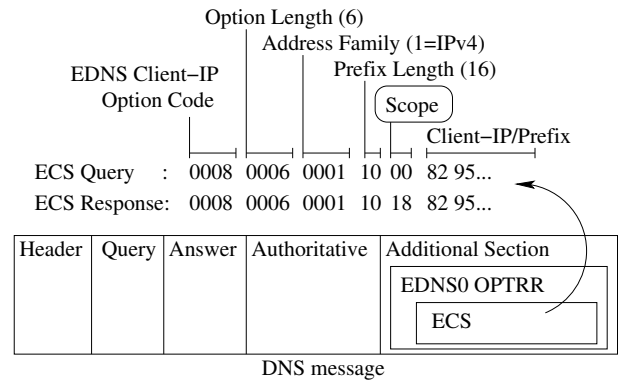 Option Length (6)
Address Family (1=IPv4)
EDNS Client−IP Prefix Length (16)
Option Code Scope
Client−IP/Prefix
ECS Query : 0008 0006 0001 10 00 82 95...
ECS Response: 0008 0006 0001 10 18 82 95...
Header Query Answer Authoritative Additional Section
EDNS0 OPTRR
ECS
DNS message